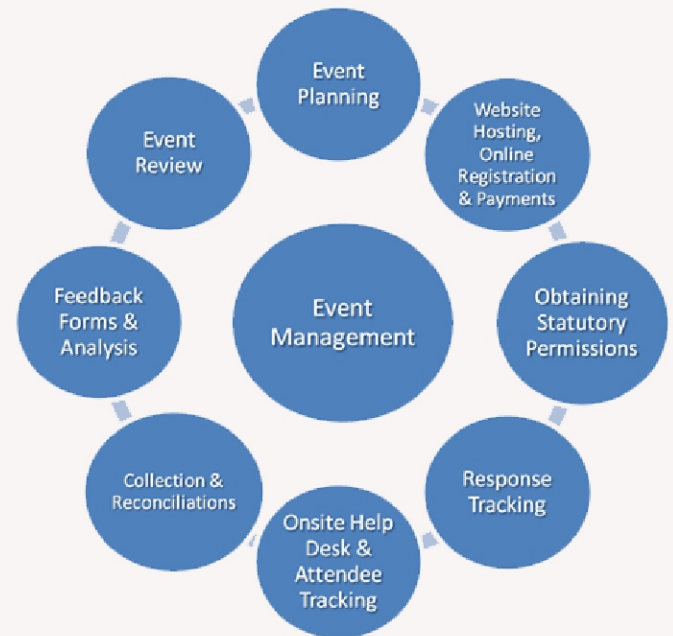 Event
Planning
Website
Hosting,
Online
Registration
& Payments
Obtaining
Statutory
Permissions
Response
Tracking
Onsite Help
Desk &
Attendee
Tracking
Collection &
Reconciliations
Feedback
Forms &
Analysis
Event
Review
Event
Management